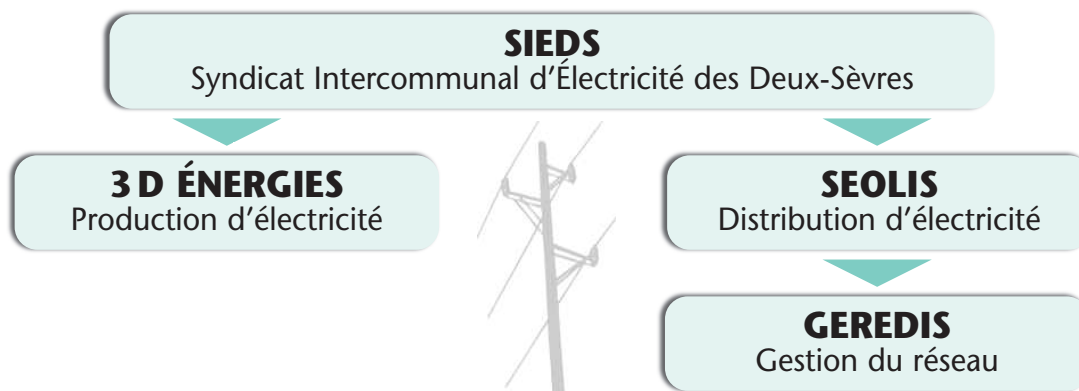 SIEDS
Syndicat Intercommunal d'Électricité des Deux-Sèvres
3 D ÉNERGIES
Production d'électricité
SEOLIS
Distribution d'électricité
GEREDIS
Gestion du réseau